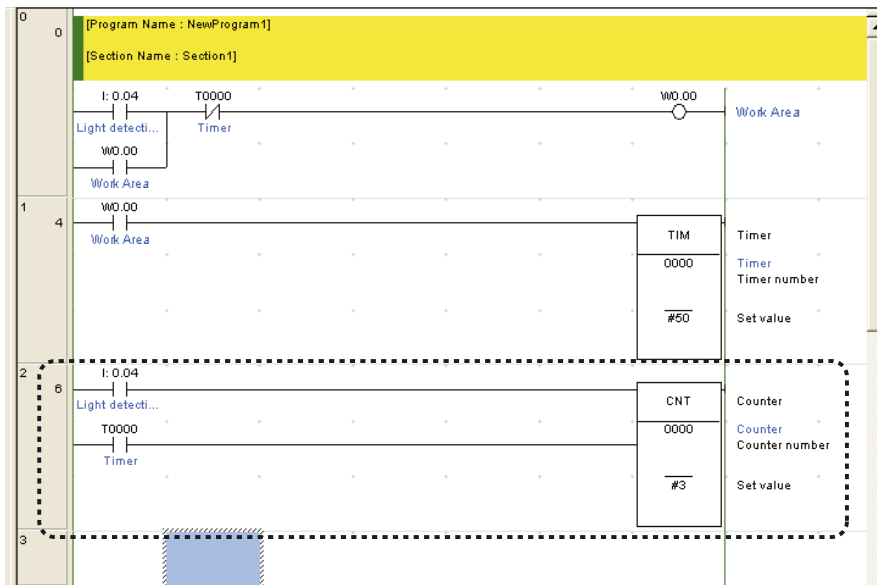 0
0
[Program Name : NewProgram1]
[Section Name : Section1]
I: 0.04 T0000 W0.00
Work Area
Light detecti... Timer
W0.00
Work Area
1
4
W0.00
Work Area
TIM Timer
0000 Timer
Timer number
#50 Set value
2
6
I: 0.04
Light detecti...
CNT Counter
T0000 0000 Counter
Counter number
Timer
#3 Set value
3